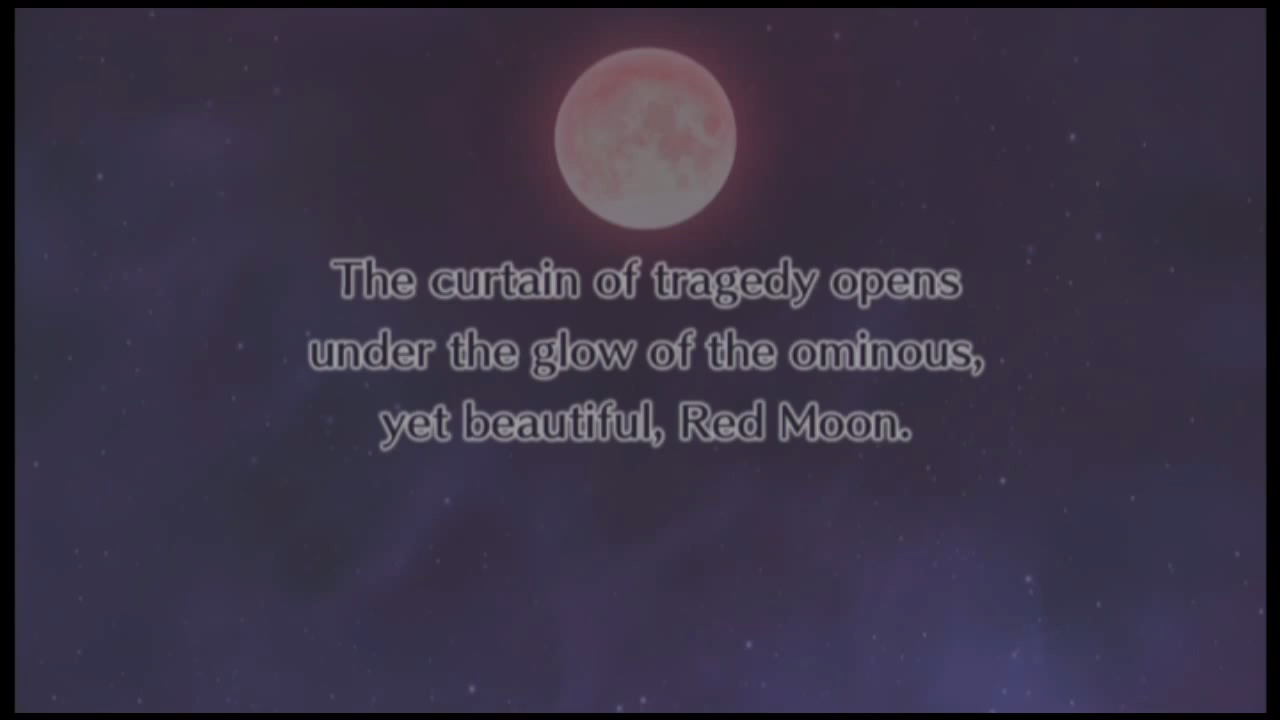 The curtain of tragedy opens
under the glow of the ominous,
yet beautiful, Red Moon.